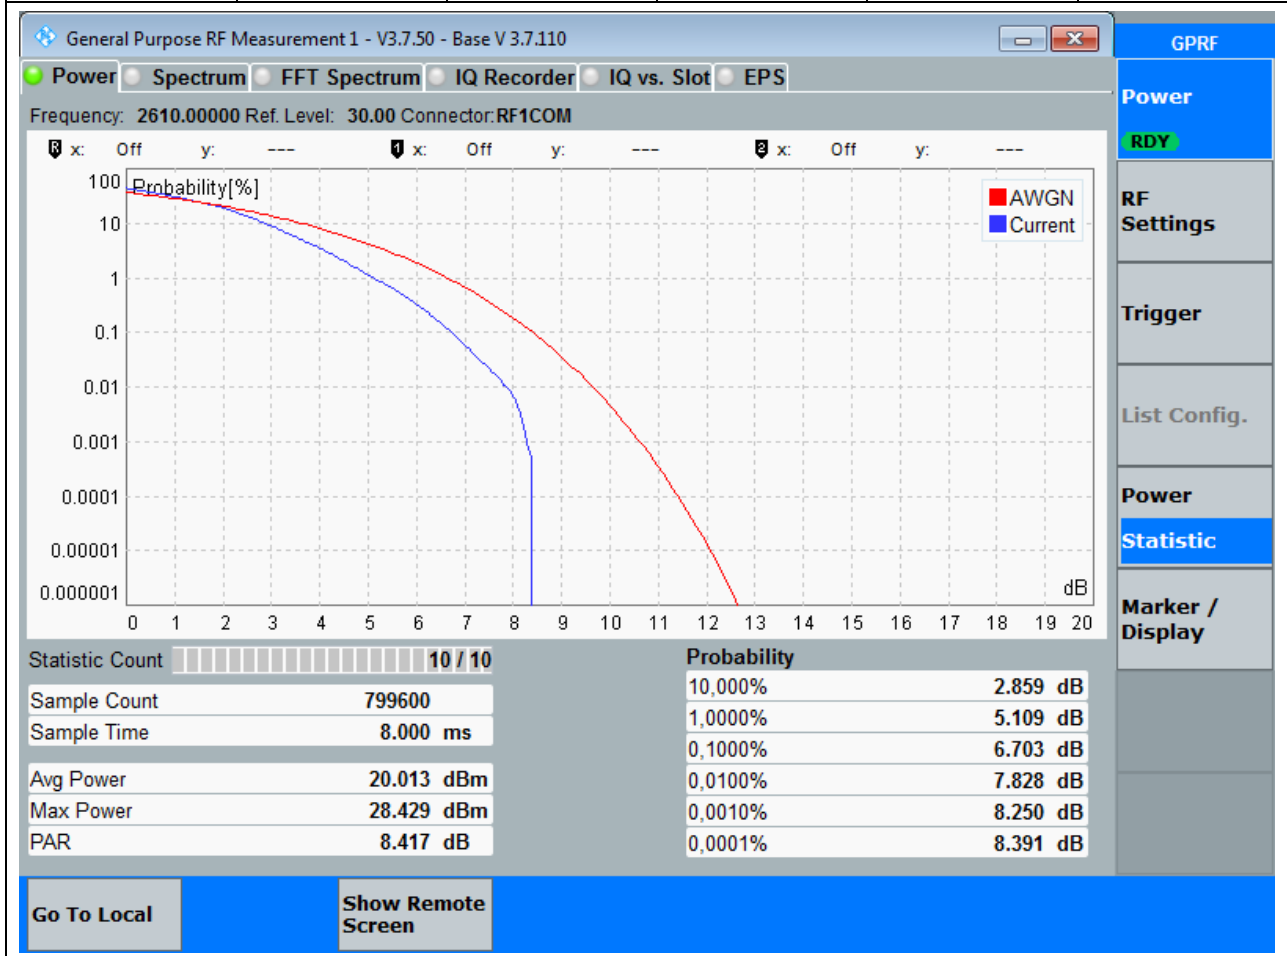 General Purpose RF Measurement 1 - V3.7.50 - Base V 3.7.110
GPRF
Power Spectrum FFT Spectrum IQ Recorder IQ vs. Slot EPS
Power
RDY
Frequency: 2610.00000 Ref. Level: 30.00 Connector: RF1COM
R x: Off y: --- 1 x: Off y: --- 2 x: Off y: ---
Probability[%]
AWGN
Current
100
10
1
0.1
0.01
0.001
0.0001
0.00001
0.000001
dB
0 1 2 3 4 5 6 7 8 9 10 11 12 13 14 15 16 17 18 19 20
RF
Settings
Trigger
List Config.
Power
Statistic
Marker /
Display
Statistic Count 10 / 10
Sample Count 799600
Sample Time 8.000 ms
Avg Power 20.013 dBm
Max Power 28.429 dBm
PAR 8.417 dB
Probability
10,000% 2.859 dB
1,0000% 5.109 dB
0,1000% 6.703 dB
0,0100% 7.828 dB
0,0010% 8.250 dB
0,0001% 8.391 dB
Go To Local
Show Remote
Screen